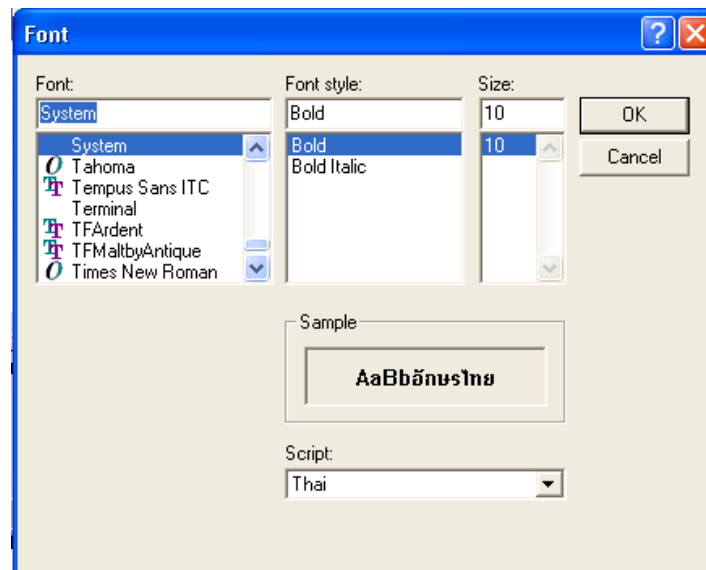 Font
Font:
Font style:
Size:
System
Bold
10
OK
System
Bold
10
Tahoma
Bold Italic
Cancel
Tempus Sans ITC
Terminal
TFArdent
TFMaltbyAntique
Times New Roman
Sample
AaBbอักษรไทย
Script:
Thai